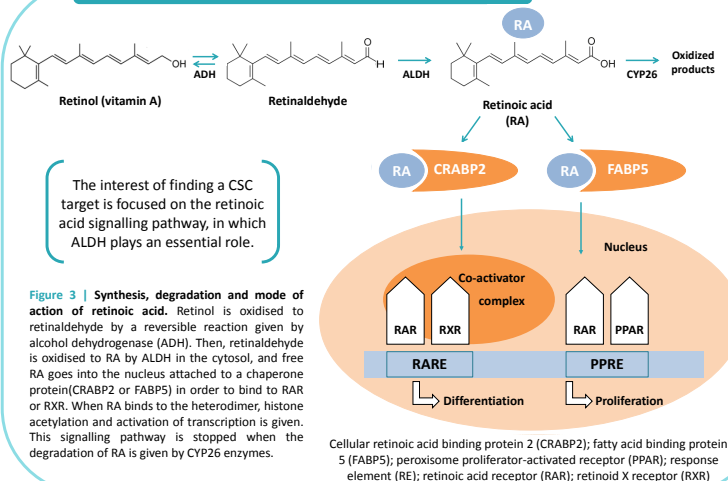 RA
O
OH
ADH
H
ALDH
O
OH
CYP26
Oxidized
products
Retinol (vitamin A)
Retinaldehyde
Retinoic acid
(RA)
RA
CRABP2
RA
FABP5
The interest of finding a CSC
target is focused on the retinoic
acid signalling pathway, in which
ALDH plays an essential role.
Nucleus
Co-activator
complex
RAR
RXR
RAR
PPAR
RARE
PPRE
Differentiation
Proliferation
Figure 3 | Synthesis, degradation and mode of
action of retinoic acid. Retinol is oxidised to
retinaldehyde by a reversible reaction given by
alcohol dehydrogenase (ADH). Then, retinaldehyde
is oxidised to RA by ALDH in the cytosol, and free
RA goes into the nucleus attached to a chaperone
protein(CRABP2 or FABP5) in order to bind to RAR
or RXR. When RA binds to the heterodimer, histone
acetylation and activation of transcription is given.
This signalling pathway is stopped when the
degradation of RA is given by CYP26 enzymes.
Cellular retinoic acid binding protein 2 (CRABP2); fatty acid binding protein
5 (FABP5); peroxisome proliferator-activated receptor (PPAR); response
element (RE); retinoic acid receptor (RAR); retinoid X receptor (RXR)